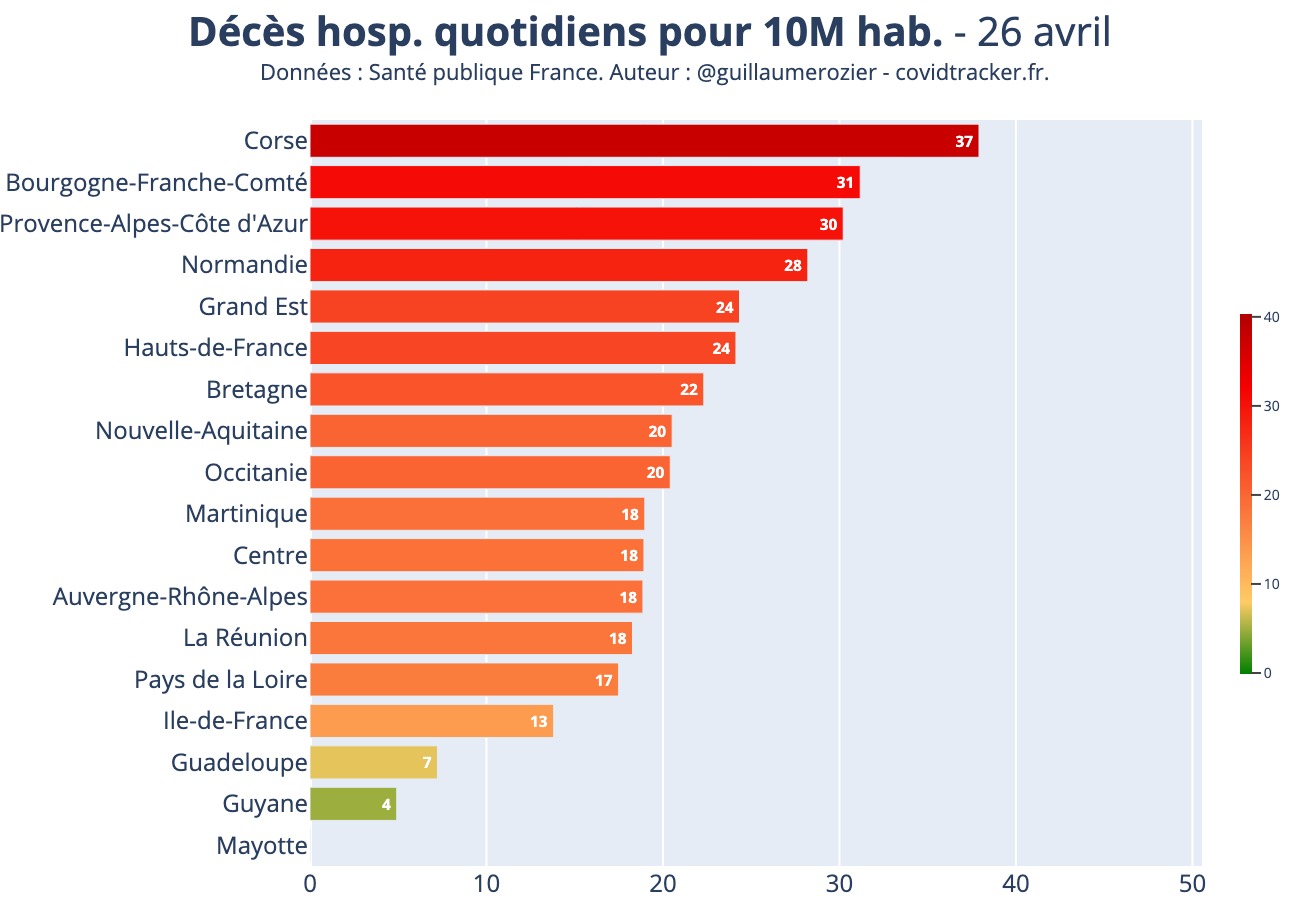 Décès hosp. quotidiens pour 10M hab. - 26 avril
Données : Santé publique France. Auteur : @guillaumerozier - covidtracker.fr.
Corse 37
Bourgogne-Franche-Comté 31
Provence-Alpes-Côte d'Azur 30
Normandie 28
Grand Est 24
Hauts-de-France 24
Bretagne 22
Nouvelle-Aquitaine 20
Occitanie 20
Martinique 18
Centre 18
Auvergne-Rhône-Alpes 18
La Réunion 18
Pays de la Loire 17
Ile-de-France 13
Guadeloupe 7
Guyane 4
Mayotte
0 10 20 30 40 50
40
30
20
10
0